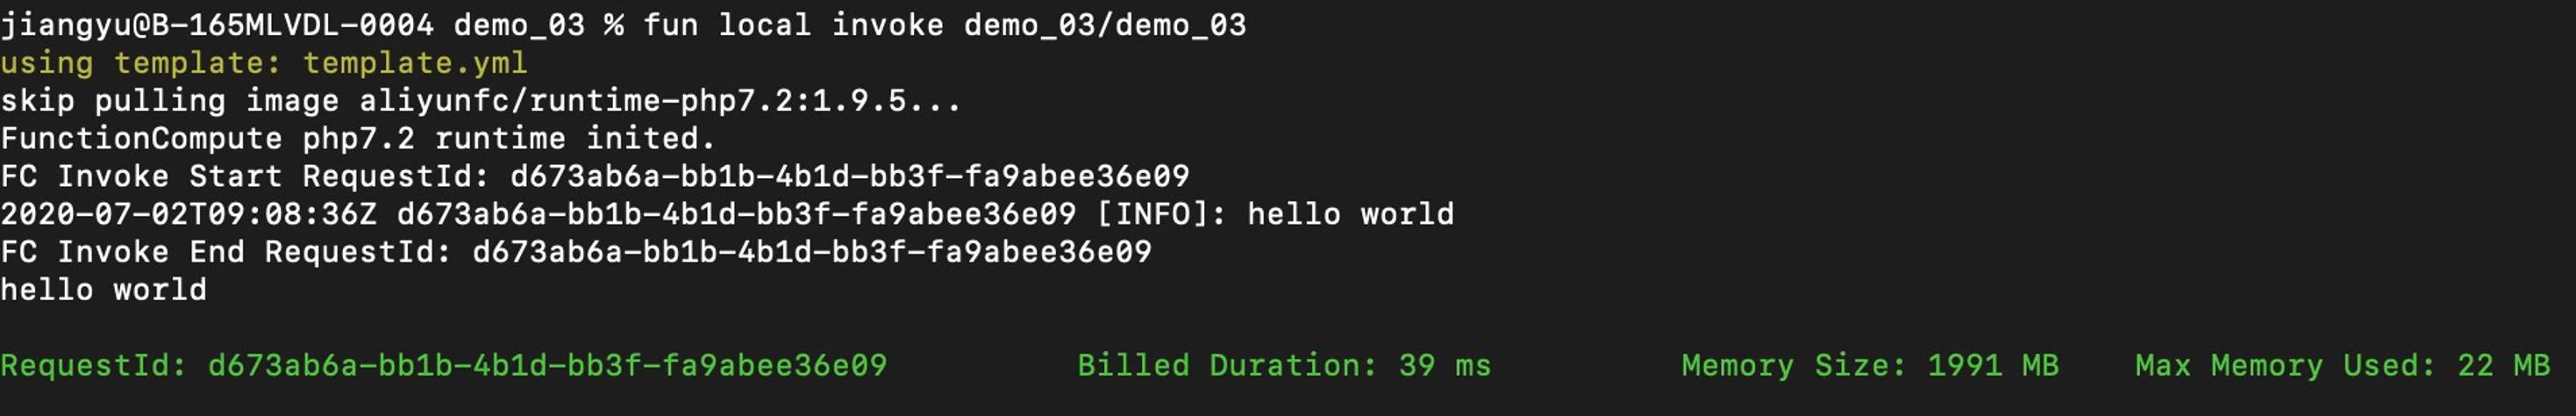 jiangyu@B-165MLVDL-0004 demo_03 % fun local invoke demo_03/demo_03
using template: template.yml
skip pulling image aliyunfc/runtime-php7.2:1.9.5...
FunctionCompute php7.2 runtime inited.
FC Invoke Start RequestId: d673ab6a-bb1b-4b1d-bb3f-fa9abee36e09
2020-07-02T09:08:36Z d673ab6a-bb1b-4b1d-bb3f-fa9abee36e09 [INFO]: hello world
FC Invoke End RequestId: d673ab6a-bb1b-4b1d-bb3f-fa9abee36e09
hello world
RequestId: d673ab6a-bb1b-4b1d-bb3f-fa9abee36e09 Billed Duration: 39 ms Memory Size: 1991 MB Max Memory Used: 22 MB